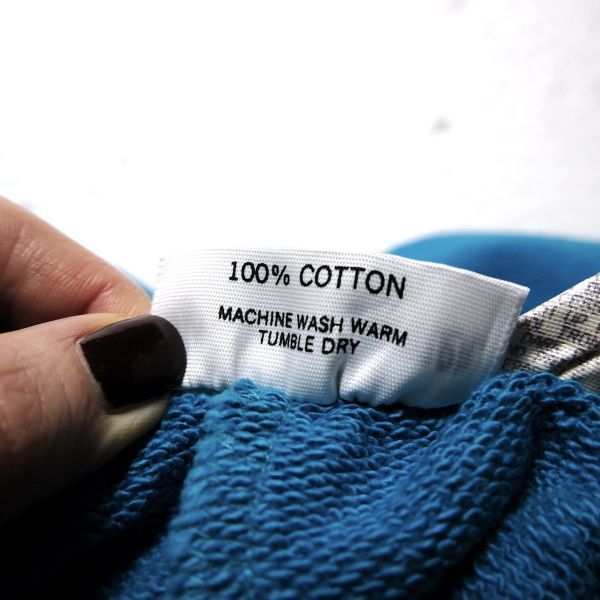 100% COTTON
MACHINE WASH WARM
TUMBLE DRY